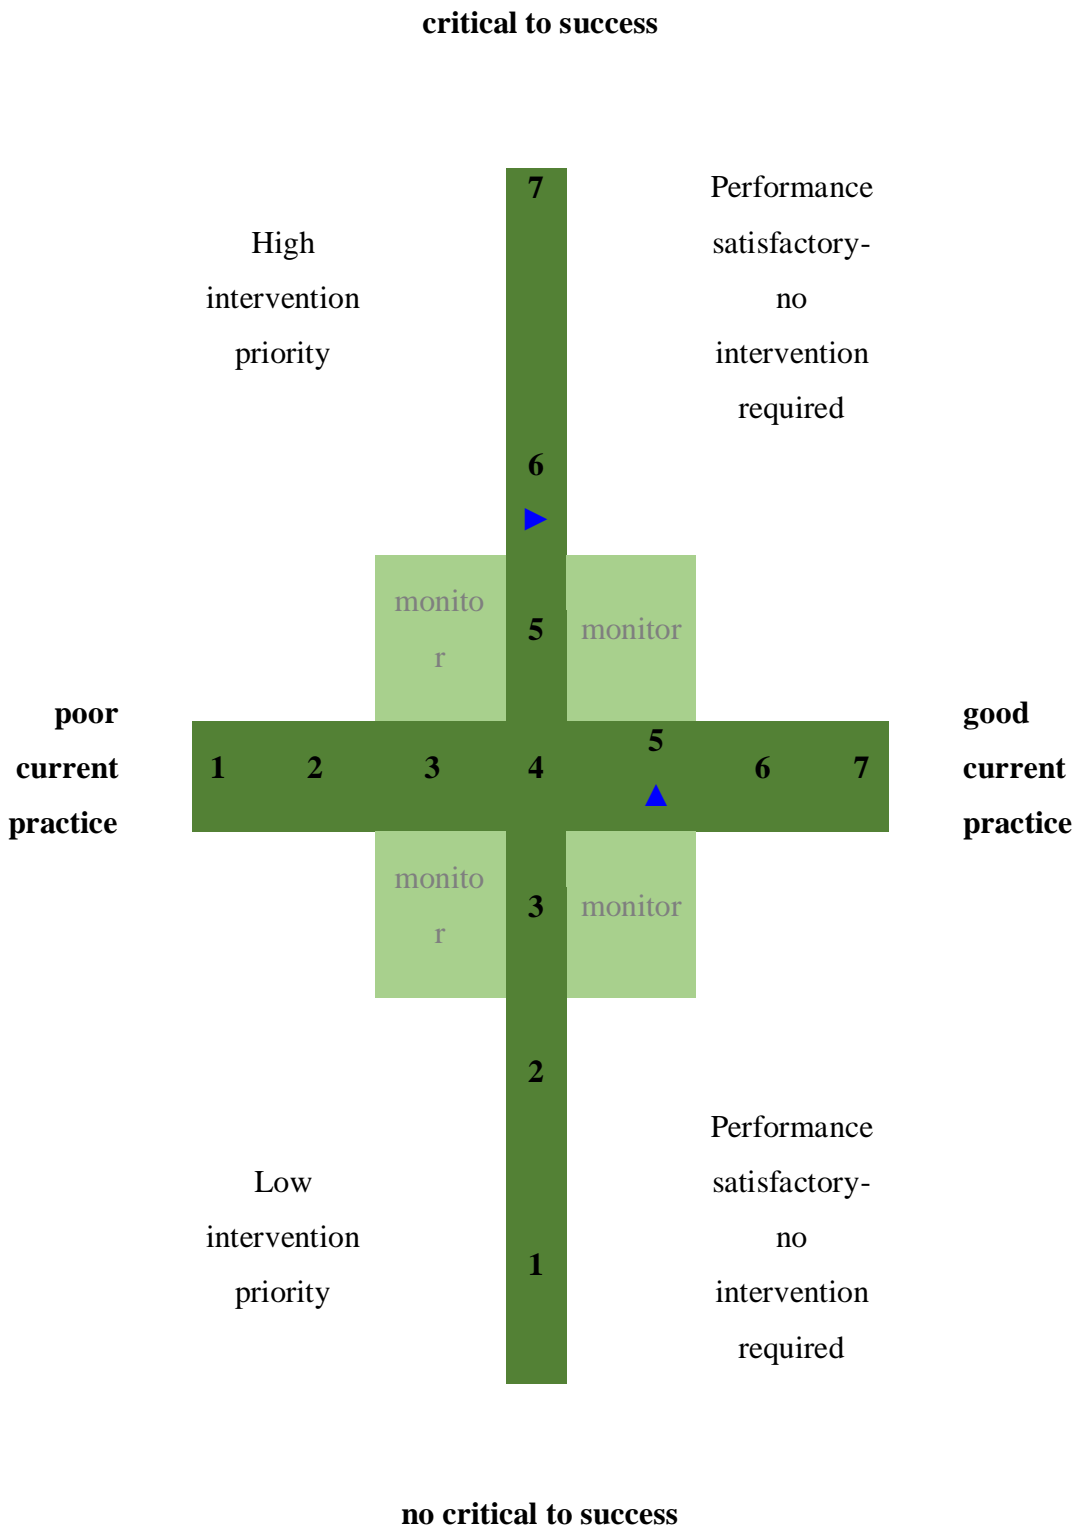 critical to success
7
High
intervention
priority
Performance
satisfactory-
no
intervention
required
6
►
monito
r
5
monitor
poor
current
practice
1 2 3 4 5 6 7
▲
good
current
practice
monito
r
3
monitor
2
Low
intervention
priority
1
Performance
satisfactory-
no
intervention
required
no critical to success